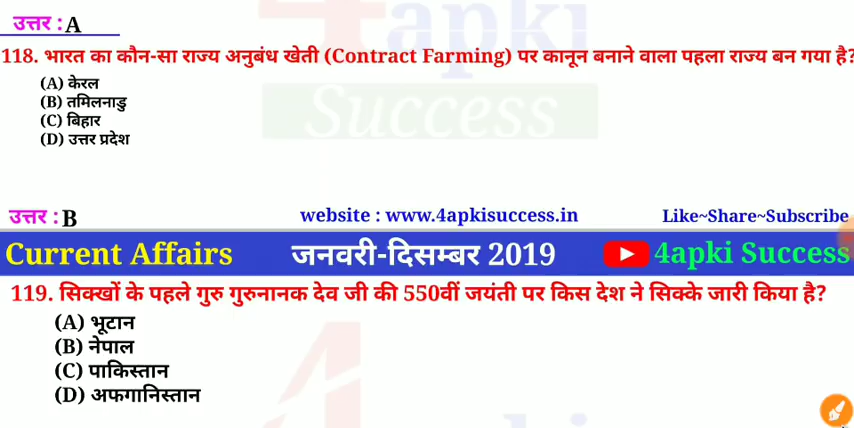 उत्तर : A
4apki
118. भारत का कौन-सा राज्य अनुबंध खेती (Contract Farming) पर कानून बनाने वाला पहला राज्य बन गया है?
(A) केरल
(B) तमिलनाडु
Success
(C) बिहार
(D) उत्तर प्रदेश
उत्तर : B website : www.4apkisuccess.in Like~Share~Subscribe
Current Affairs जनवरी-दिसम्बर 2019 4apki Success
119. सिक्खों के पहले गुरु गुरुनानक देव जी की 550वीं जयंती पर किस देश ने सिक्के जारी किया है?
(A) भूटान
(B) नेपाल
(C) पाकिस्तान
(D) अफगानिस्तान